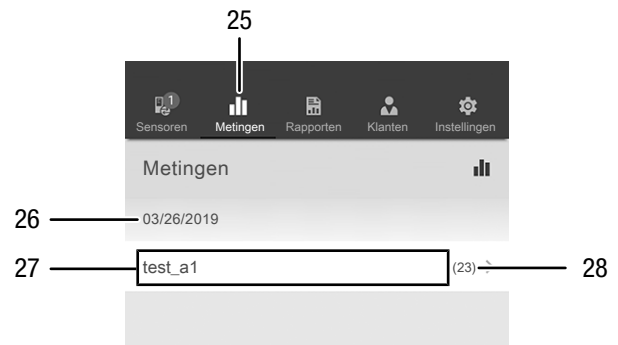 25
1
Sensoren Metingen Rapporten Klanten Instellingen
Metingen
26 03/26/2019
27 test_a1 (23) 28